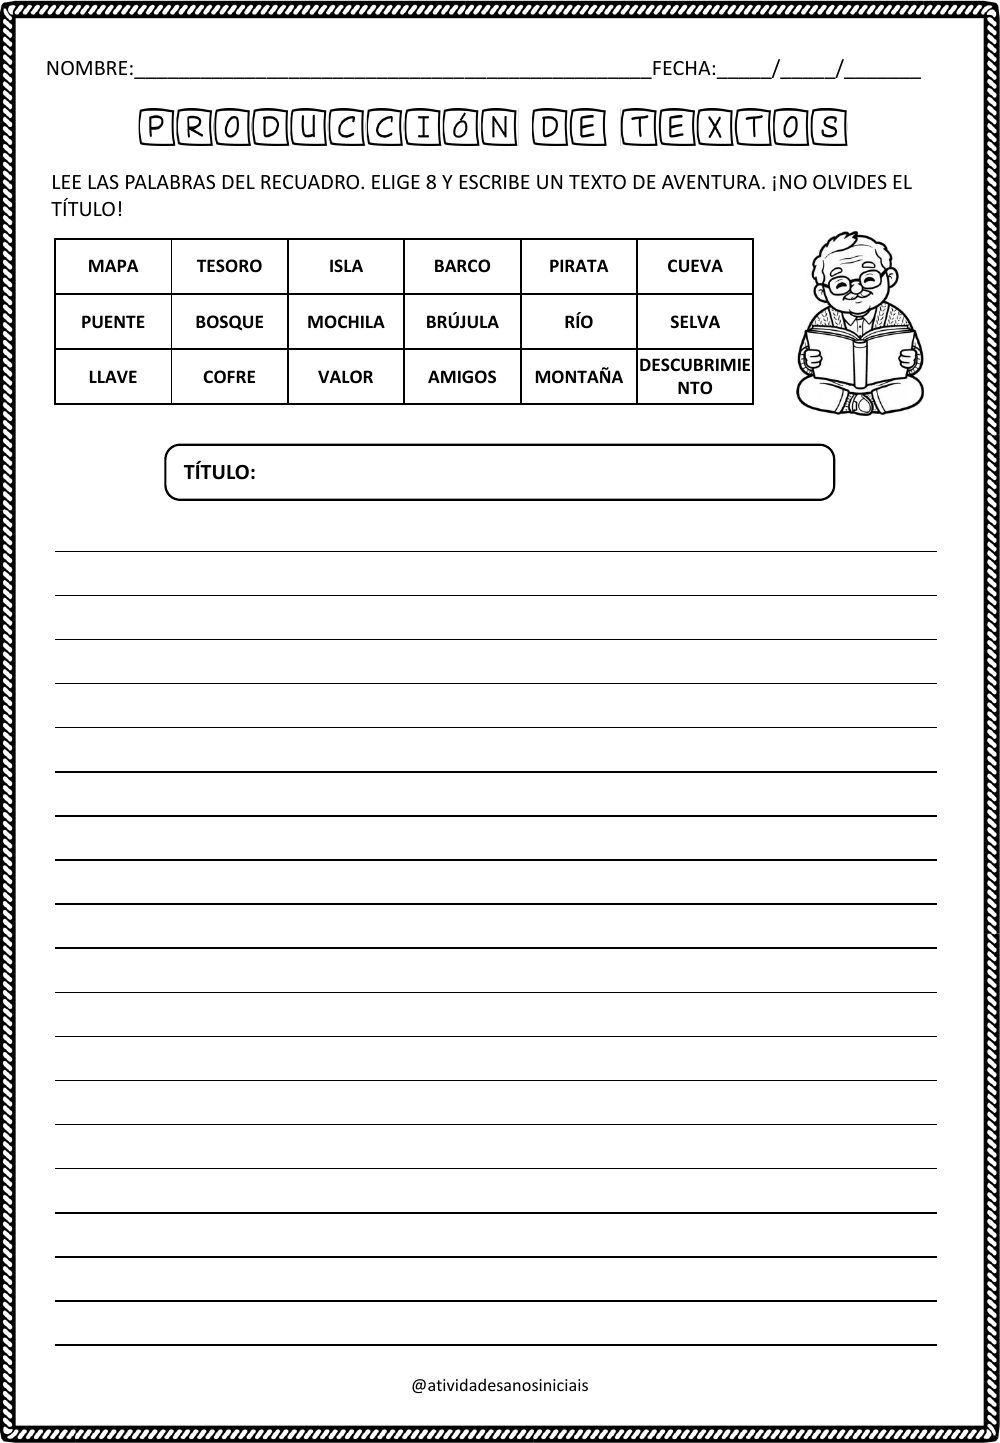 NOMBRE:_______________________________________________FECHA:_____/_____/_______
PRODUCCIÓN DE TEXTOS
LEE LAS PALABRAS DEL RECUADRO. ELIGE 8 Y ESCRIBE UN TEXTO DE AVENTURA. ¡NO OLVIDES EL
TÍTULO!
MAPA TESORO ISLA BARCO PIRATA CUEVA
PUENTE BOSQUE MOCHILA BRÚJULA RÍO SELVA
LLAVE COFRE VALOR AMIGOS MONTAÑA DESCUBRIMIE
NTO
TÍTULO:
@atividadesanosiniciais